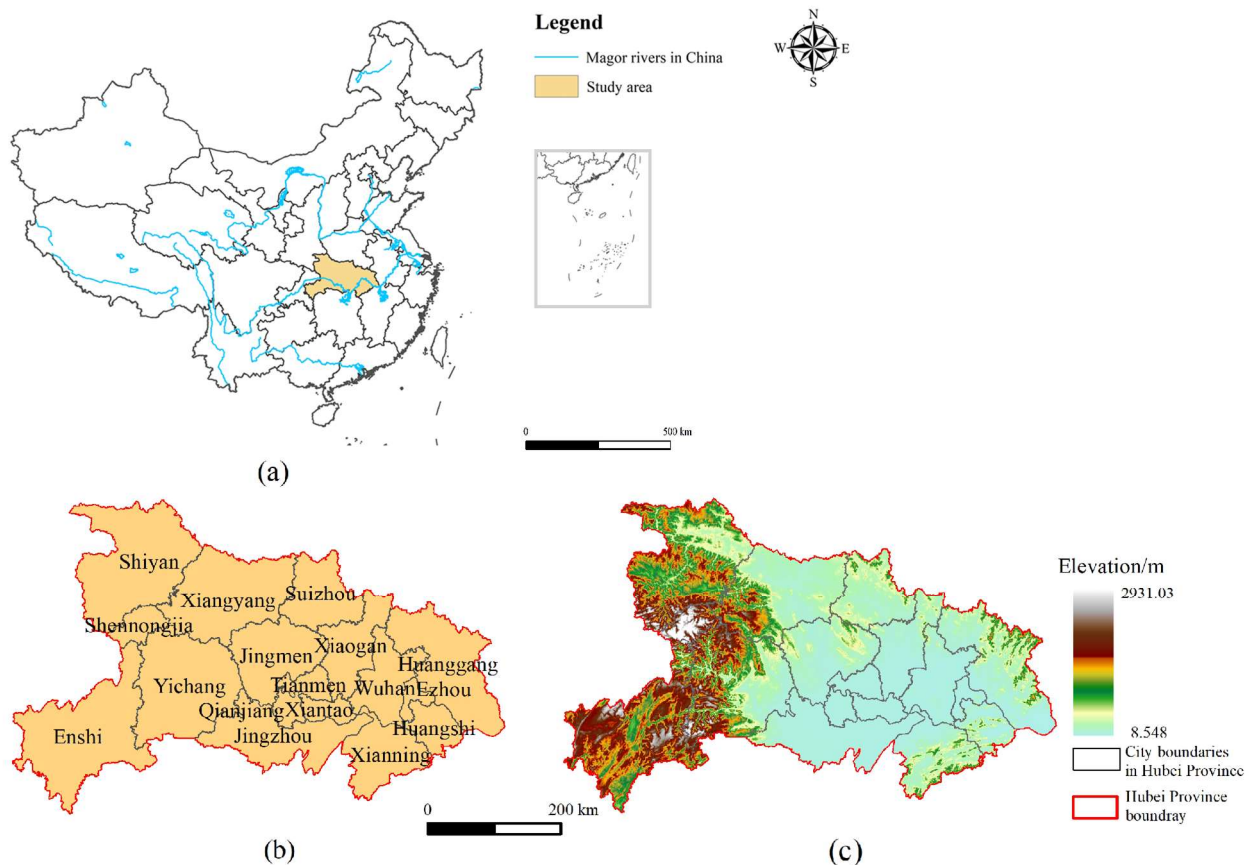 Legend
Magor rivers in China
Study area
N
W
E
S
0
500 km
(a)
Shiyan
Xiangyang
Suizhou
Shennongjia
Jingmen
Xiaogan
Huanggang
Yichang
Tianmen
Wuhan
Ezhou
Qianjiang
Xiantao
Huangshi
Enshi
Jingzhou
Xianning
0
200 km
(b)
Elevation/m
2931.03
8.548
City boundaries
in Hubei Province
Hubei Province
boundray
(c)